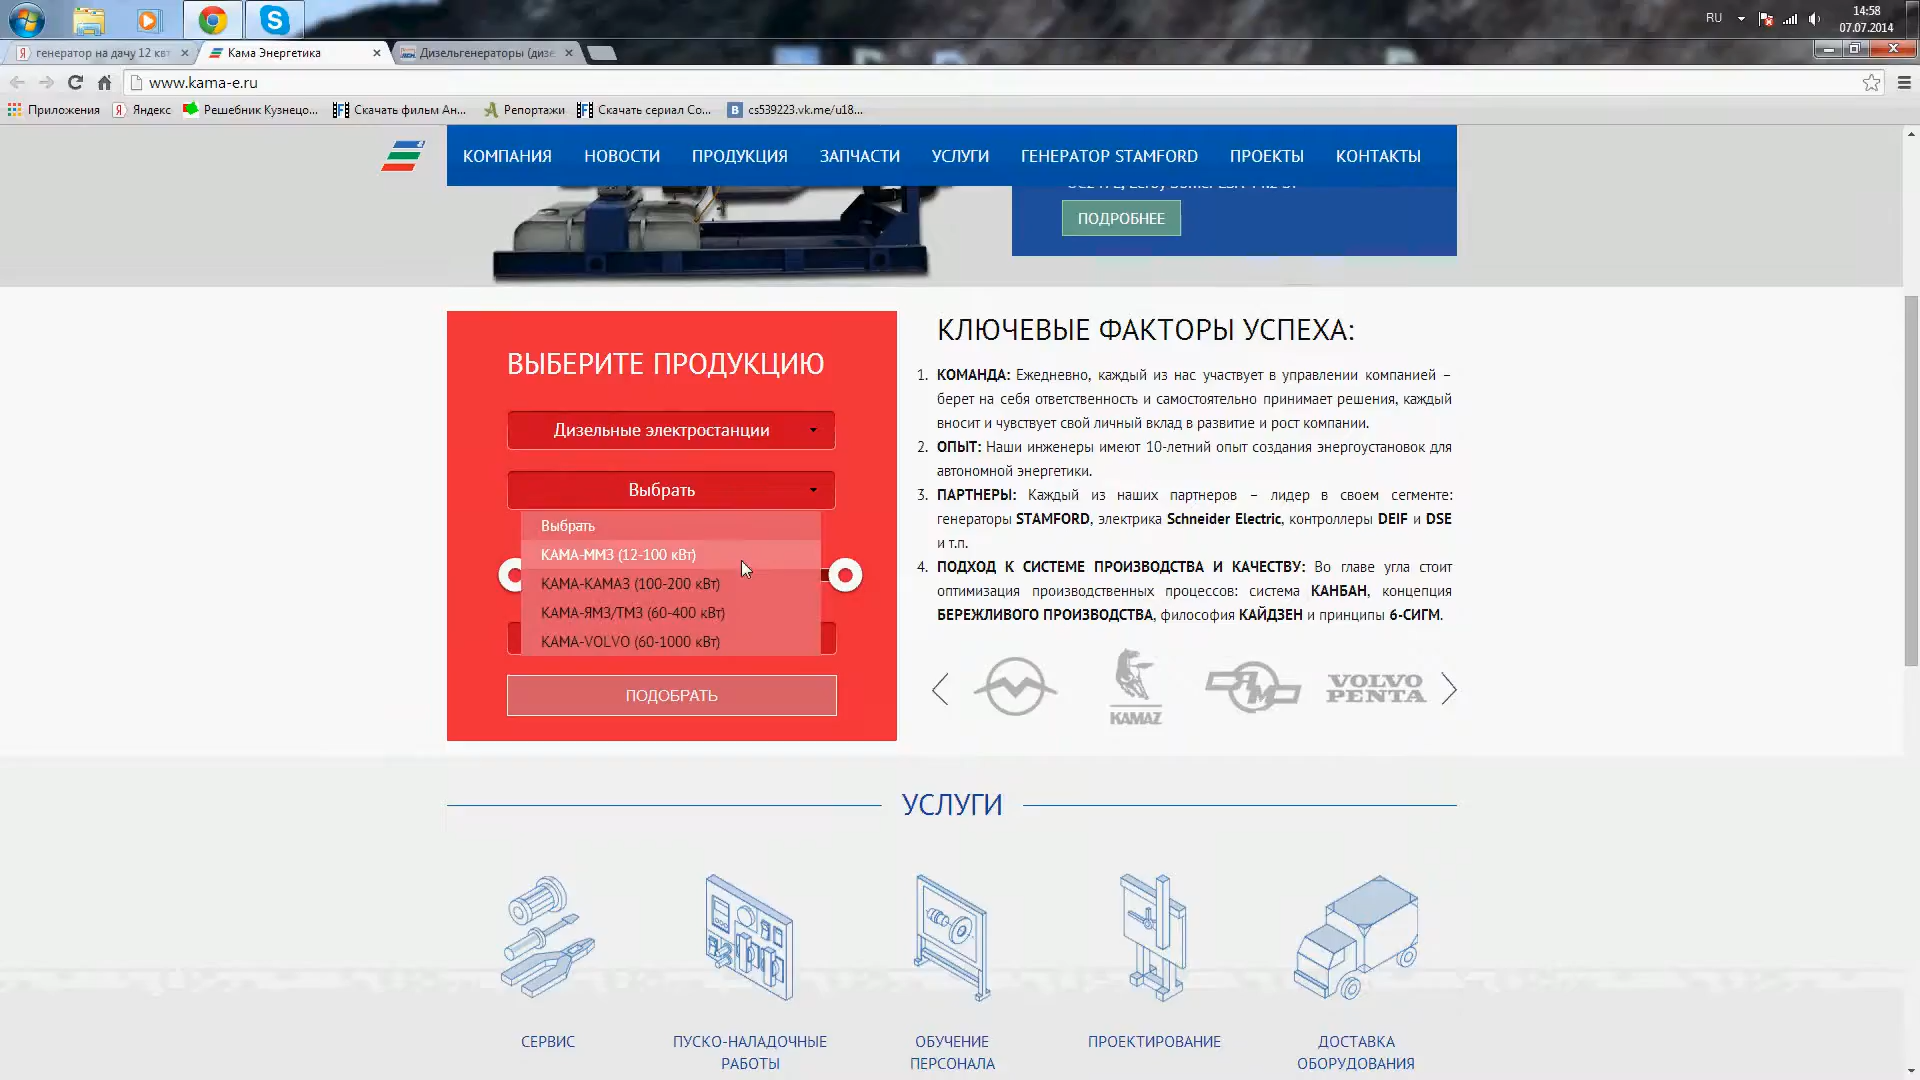 RU
14:58
07.07.2014
генератор на дачу 12 квт
Кама Энергетика
Дизельгенераторы (дизе
www.kama-e.ru
Приложения
Яндекс
Решебник Кузнецо...
Скачать фильм Ан...
Репортажи
Скачать сериал Со...
cs539223.vk.me/u18...
КОМПАНИЯ
НОВОСТИ
ПРОДУКЦИЯ
ЗАПЧАСТИ
УСЛУГИ
ГЕНЕРАТОР STAMFORD
ПРОЕКТЫ
КОНТАКТЫ
ПОДРОБНЕЕ
ВЫБЕРИТЕ ПРОДУКЦИЮ
Дизельные электростанции
Выбрать
Выбрать
КАМА-ММЗ (12-100 кВт)
КАМА-КАМАЗ (100-200 кВт)
КАМА-ЯМЗ/ТМЗ (60-400 кВт)
КАМА-VOLVO (60-1000 кВт)
ПОДОБРАТЬ
КЛЮЧЕВЫЕ ФАКТОРЫ УСПЕХА:
1. КОМАНДА: Ежедневно, каждый из нас участвует в управлении компанией –
берет на себя ответственность и самостоятельно принимает решения, каждый
вносит и чувствует свой личный вклад в развитие и рост компании.
2. ОПЫТ: Наши инженеры имеют 10-летний опыт создания энергоустановок для
автономной энергетики.
3. ПАРТНЕРЫ: Каждый из наших партнеров – лидер в своем сегменте:
генераторы STAMFORD, электрика Schneider Electric, контроллеры DEIF и DSE
и т.п.
4. ПОДХОД К СИСТЕМЕ ПРОИЗВОДСТВА И КАЧЕСТВУ: Во главе угла стоит
оптимизация производственных процессов: система КАНБАН, концепция
БЕРЕЖЛИВОГО ПРОИЗВОДСТВА, философия КАЙДЗЕН и принципы 6-СИГМ.
KAMAZ
ЯМЗ
VOLVO
PENTA
УСЛУГИ
СЕРВИС
ПУСКО-НАЛАДОЧНЫЕ
РАБОТЫ
ОБУЧЕНИЕ
ПЕРСОНАЛА
ПРОЕКТИРОВАНИЕ
ДОСТАВКА
ОБОРУДОВАНИЯ